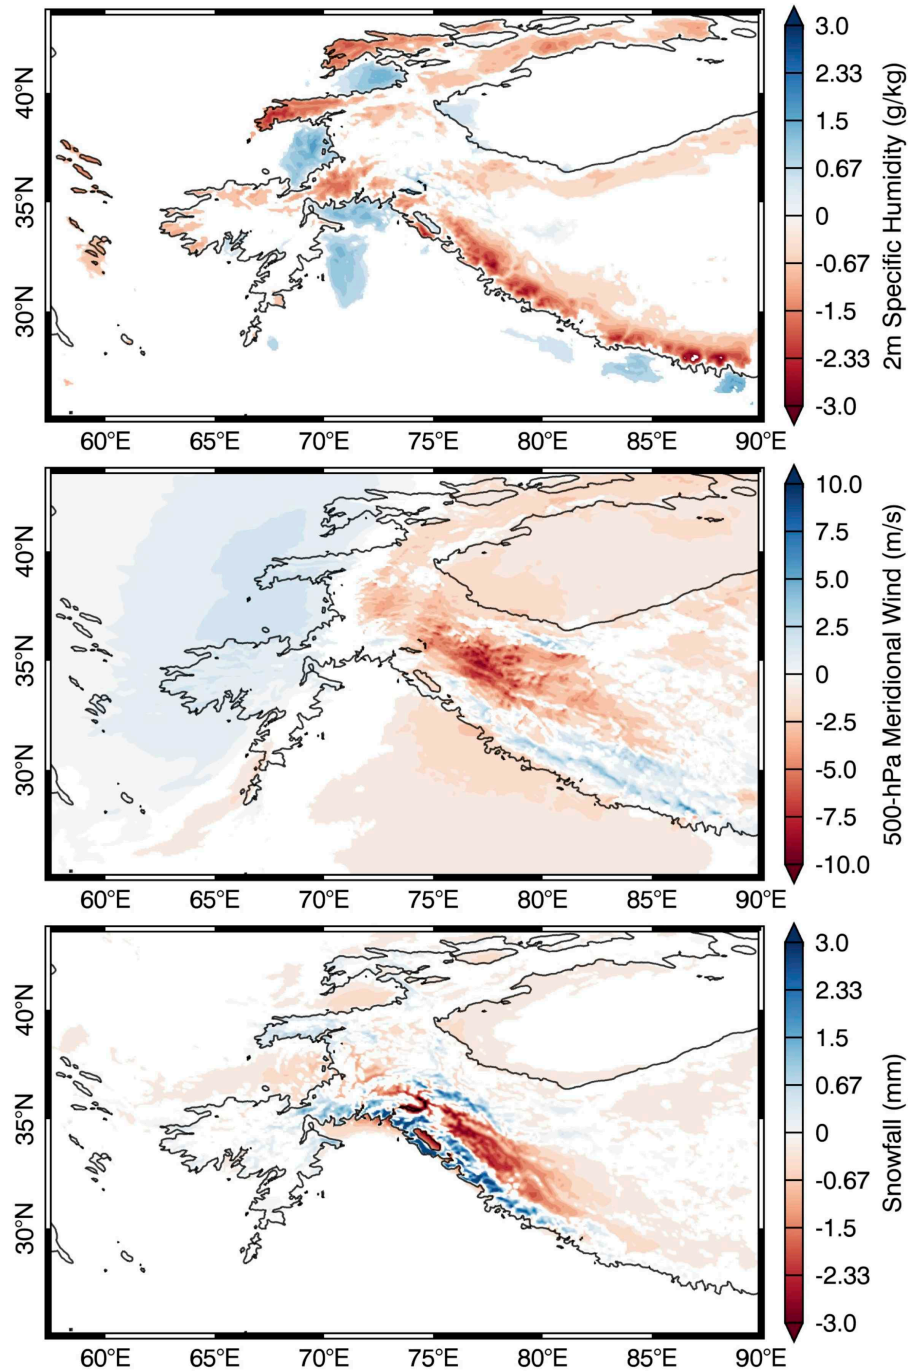 40°N
35°N
30°N
60°E 65°E 70°E 75°E 80°E 85°E 90°E
3.0
2.33
1.5
0.67
0
-0.67
-1.5
-2.33
-3.0
2m Specific Humidity (g/kg)
40°N
35°N
30°N
60°E 65°E 70°E 75°E 80°E 85°E 90°E
10.0
7.5
5.0
2.5
0
-2.5
-5.0
-7.5
-10.0
500-hPa Meridional Wind (m/s)
40°N
35°N
30°N
60°E 65°E 70°E 75°E 80°E 85°E 90°E
3.0
2.33
1.5
0.67
0
-0.67
-1.5
-2.33
-3.0
Snowfall (mm)